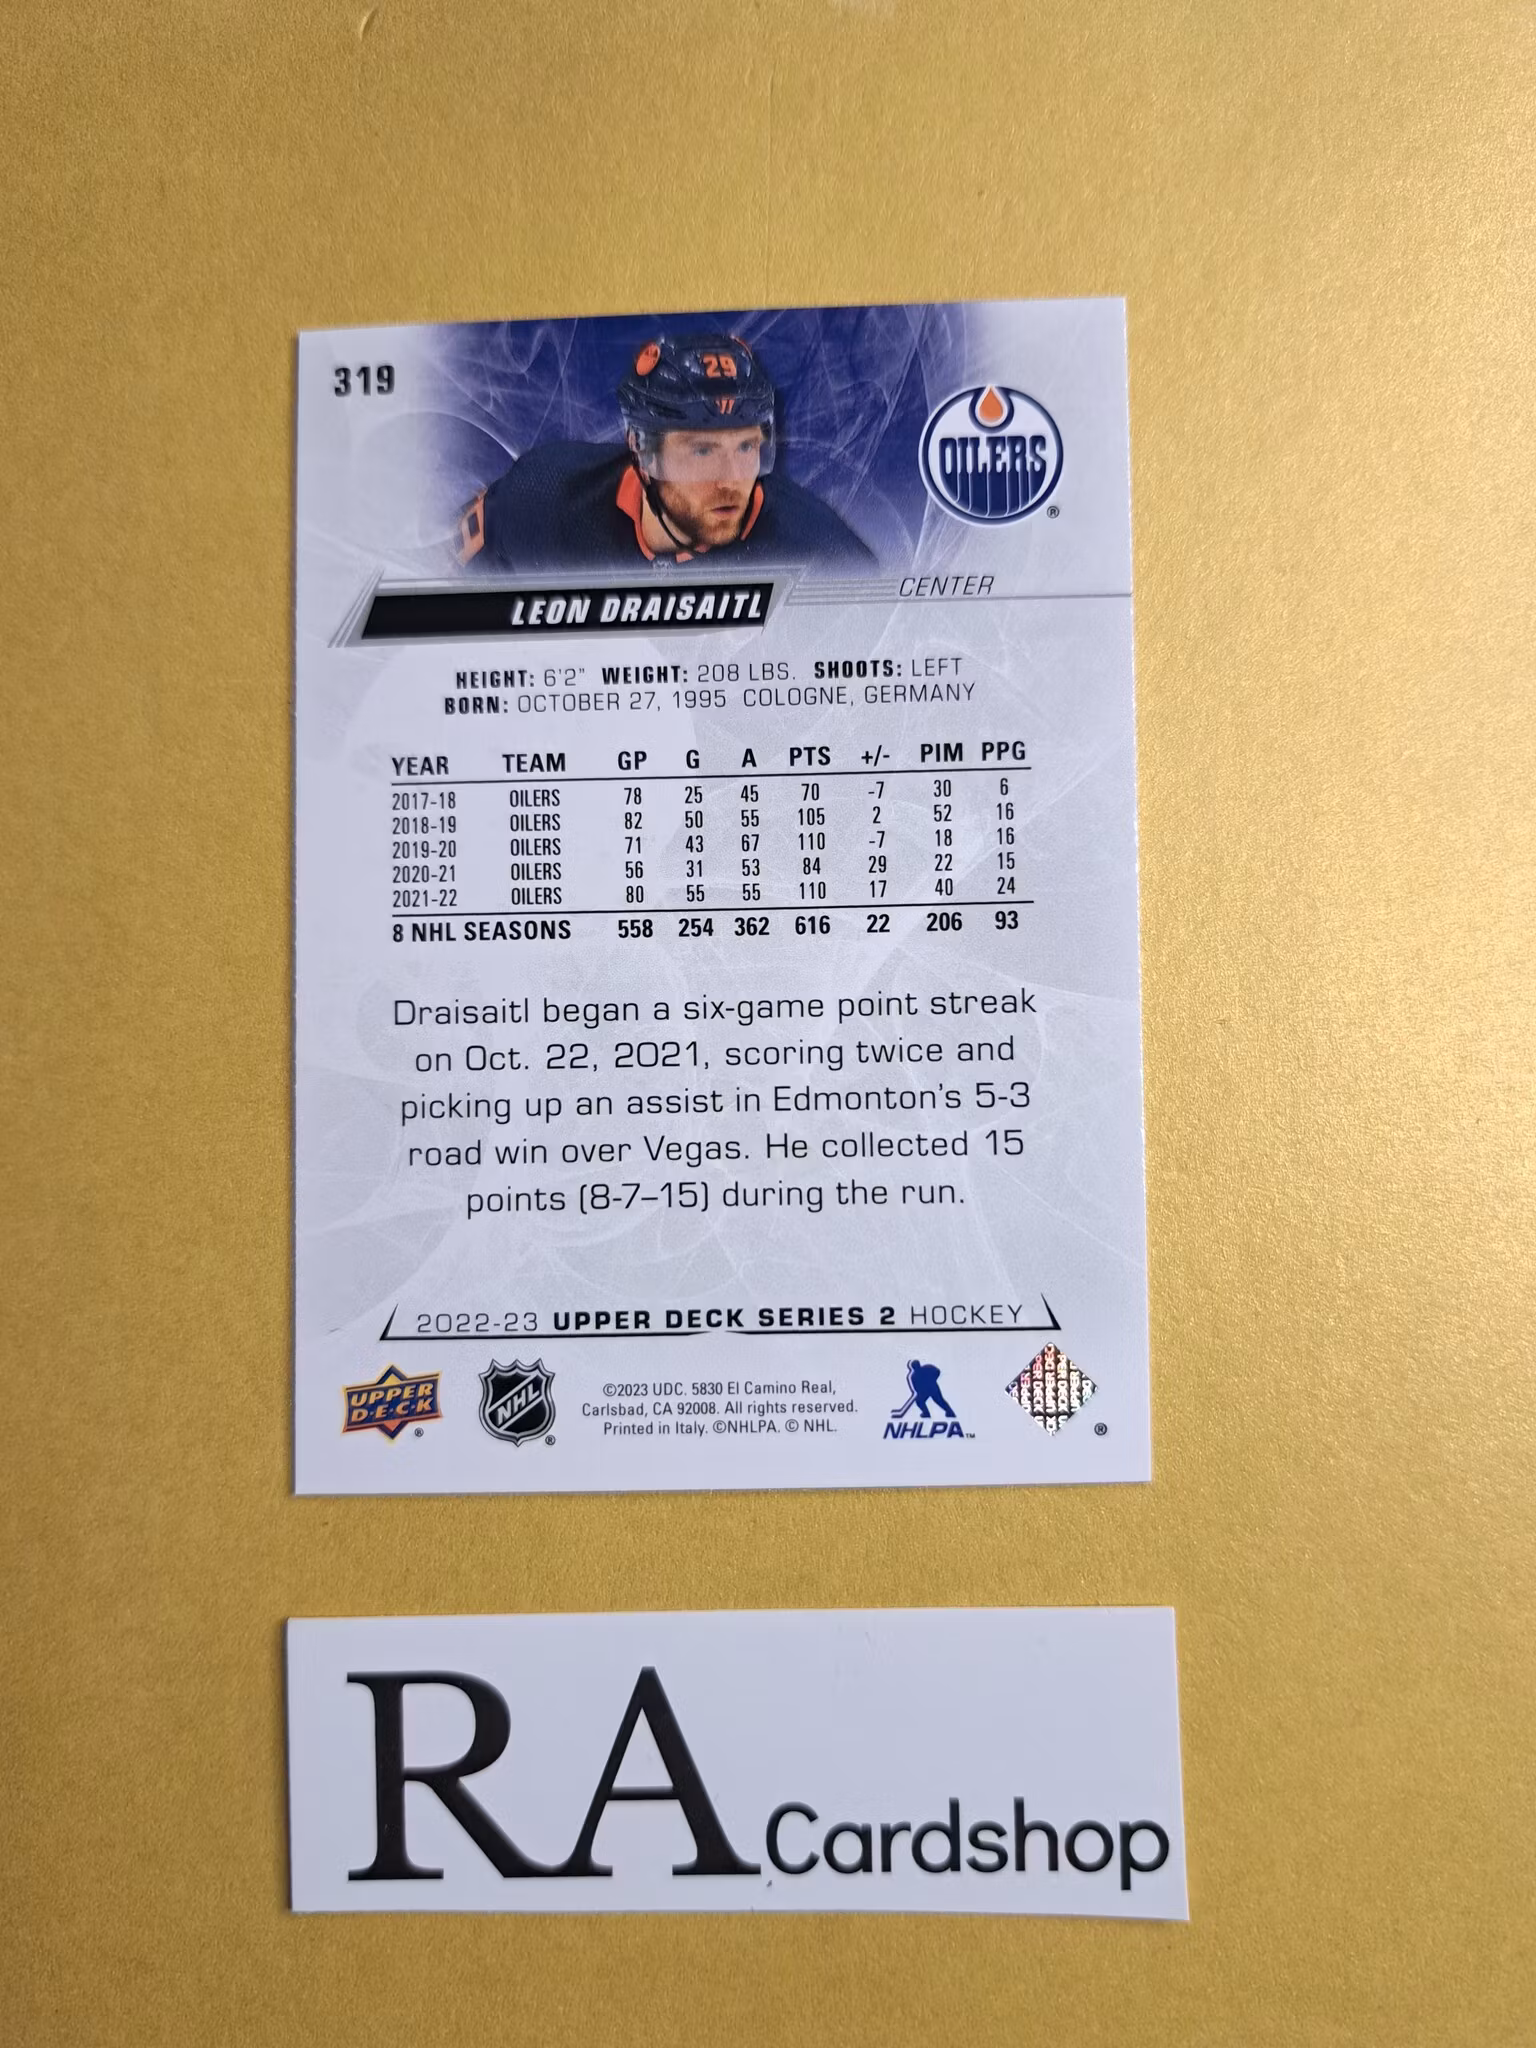 319
29
OILERS
®
CENTER
LEON DRAISAITL
HEIGHT: 6'2" WEIGHT: 208 LBS. SHOOTS: LEFT
BORN: OCTOBER 27, 1995 COLOGNE, GERMANY
YEAR TEAM GP G A PTS +/- PIM PPG
2017-18 OILERS 78 25 45 70 -7 30 6
2018-19 OILERS 82 50 55 105 2 52 16
2019-20 OILERS 71 43 67 110 -7 18 16
2020-21 OILERS 56 31 53 84 29 22 15
2021-22 OILERS 80 55 55 110 17 40 24
8 NHL SEASONS 558 254 362 616 22 206 93
Draisaitl began a six-game point streak
on Oct. 22, 2021, scoring twice and
picking up an assist in Edmonton's 5-3
road win over Vegas. He collected 15
points (8-7–15) during the run.
2022-23 UPPER DECK SERIES 2 HOCKEY
UPPER
D·E·C·K
®
NHL
®
©2023 UDC. 5830 El Camino Real,
Carlsbad, CA 92008. All rights reserved.
Printed in Italy. ©NHLPA. © NHL.
NHLPA™
®
RA Cardshop